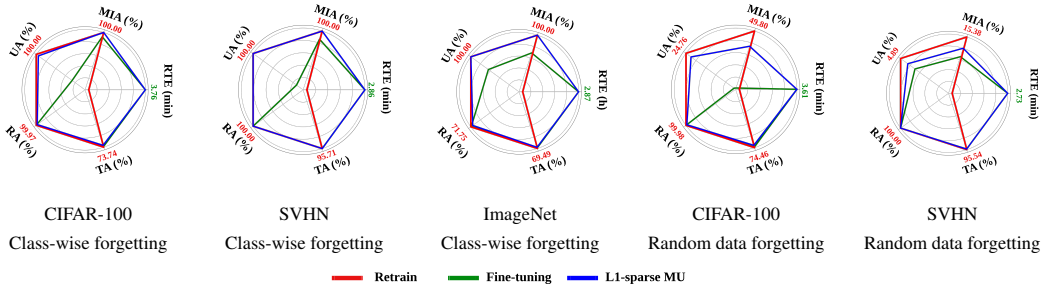 MIA (%)
100.00
UA (%)
100.00
RTE (min)
3.76
RA (%)
99.97
73.74
TA (%)
CIFAR-100
Class-wise forgetting
MIA (%)
100.00
UA (%)
100.00
RTE (min)
2.86
RA (%)
100.00
95.71
TA (%)
SVHN
Class-wise forgetting
MIA (%)
100.00
UA (%)
100.00
RTE (h)
2.87
RA (%)
71.75
69.49
TA (%)
ImageNet
Class-wise forgetting
MIA (%)
49.80
UA (%)
24.76
RTE (min)
3.61
RA (%)
99.98
74.46
TA (%)
CIFAR-100
Random data forgetting
MIA (%)
15.38
UA (%)
4.89
RTE (min)
2.73
RA (%)
100.00
95.54
TA (%)
SVHN
Random data forgetting
Retrain Fine-tuning L1-sparse MU